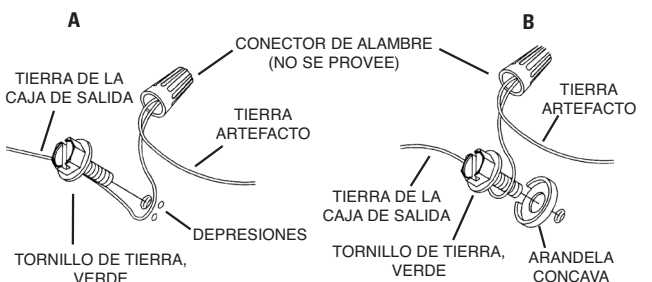 A
B
CONECTOR DE ALAMBRE
(NO SE PROVEE)
TIERRA DE LA
CAJA DE SALIDA
TIERRA
ARTEFACTO
TIERRA
ARTEFACTO
TIERRA DE LA
CAJA DE SALIDA
DEPRESIONES
TORNILLO DE TIERRA,
VERDE
TORNILLO DE TIERRA,
VERDE
ARANDELA
CONCAVA